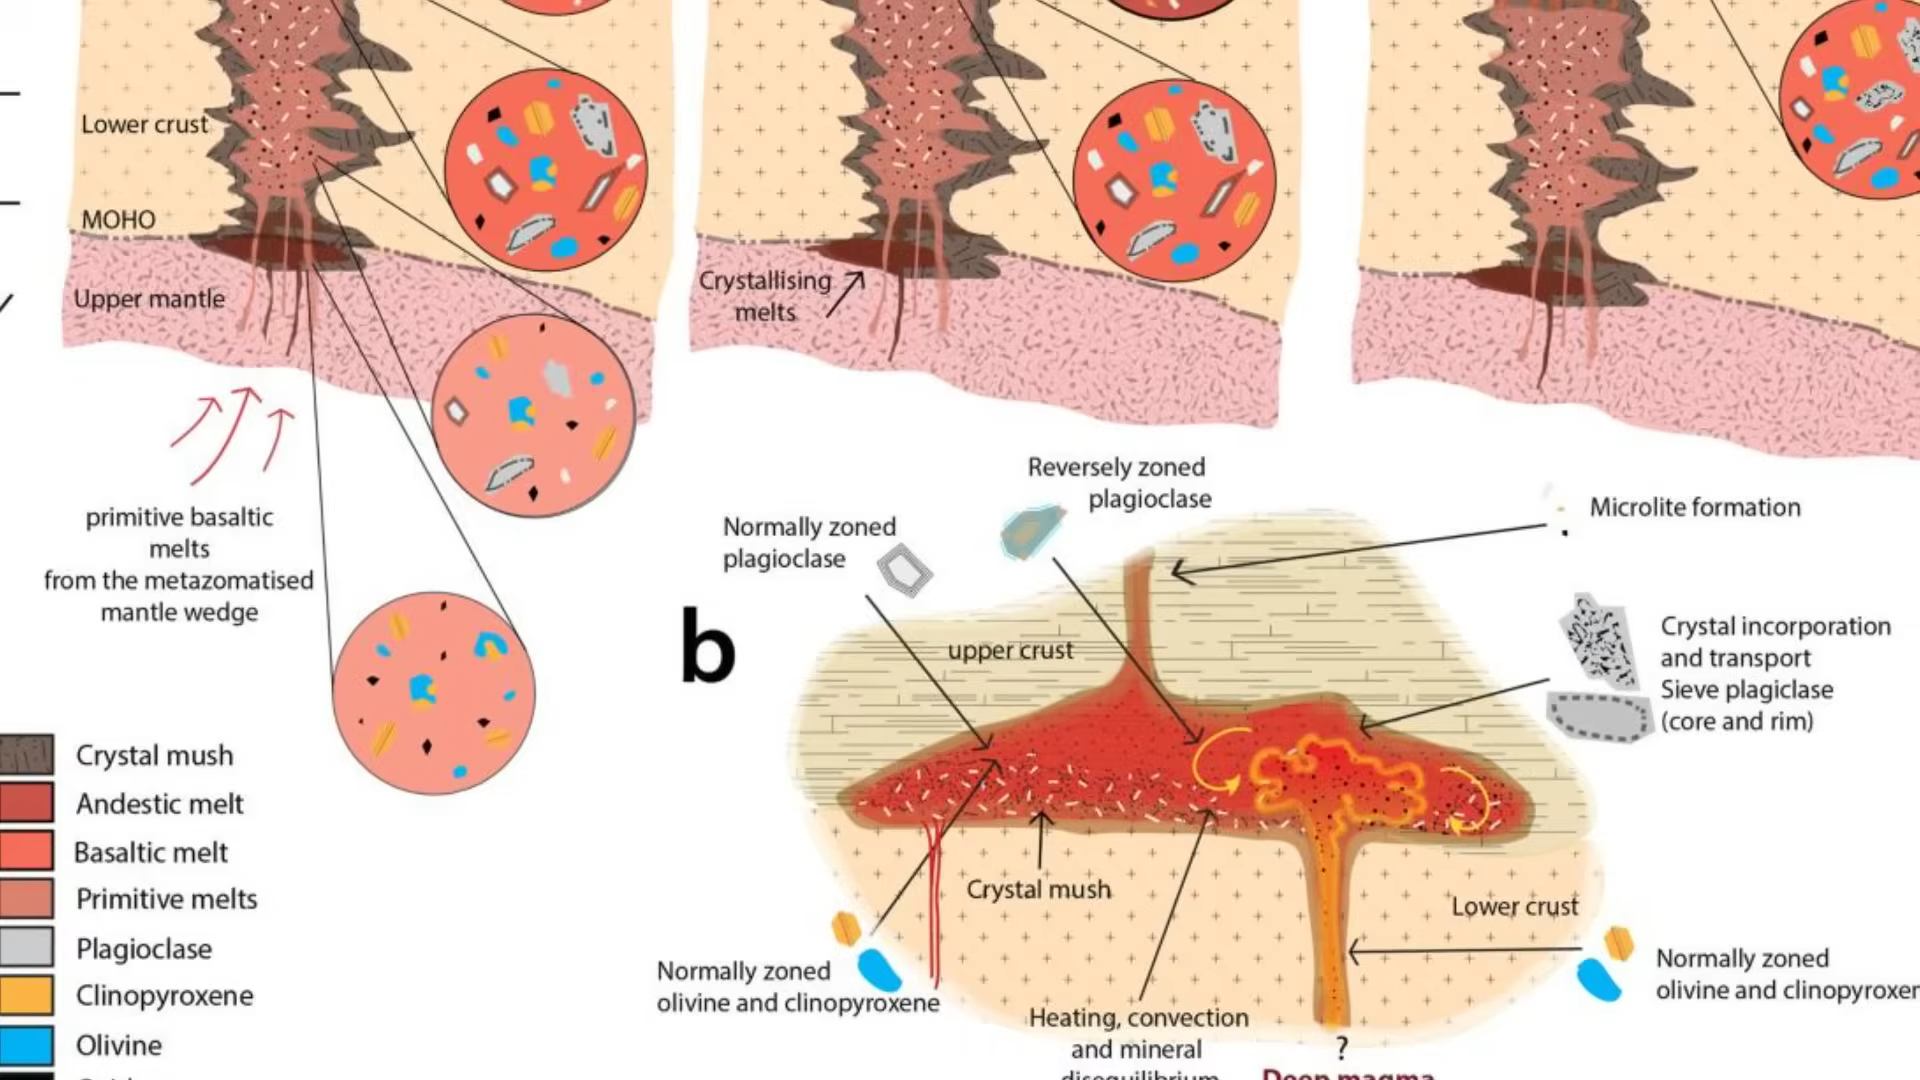 Lower crust
MOHO
Upper mantle
Crystallising
melts
primitive basaltic
melts
from the metazomatised
mantle wedge
Crystal mush
Andestic melt
Basaltic melt
Primitive melts
Plagioclase
Clinopyroxene
Olivine
b
Normally zoned
plagioclase
Reversely zoned
plagioclase
Microlite formation
upper crust
Crystal incorporation
and transport
Sieve plagiclase
(core and rim)
Crystal mush
Lower crust
Normally zoned
olivine and clinopyroxene
Normally zoned
olivine and clinopyroxen
Heating, convection
and mineral
disequilibrium
?
Deep magma